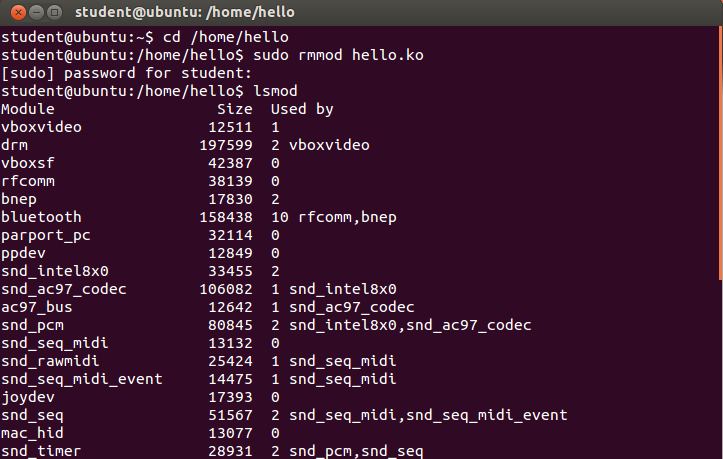 student@ubuntu: /home/hello
student@ubuntu:~$ cd /home/hello
student@ubuntu:/home/hello$ sudo rmmod hello.ko
[sudo] password for student:
student@ubuntu:/home/hello$ lsmod
Module                  Size  Used by
vboxvideo              12511  1
drm                   197599  2 vboxvideo
vboxsf                 42387  0
rfcomm                 38139  0
bnep                   17830  2
bluetooth             158438  10 rfcomm,bnep
parport_pc             32114  0
ppdev                  12849  0
snd_intel8x0           33455  2
snd_ac97_codec        106082  1 snd_intel8x0
ac97_bus               12642  1 snd_ac97_codec
snd_pcm                80845  2 snd_intel8x0,snd_ac97_codec
snd_seq_midi           13132  0
snd_rawmidi            25424  1 snd_seq_midi
snd_seq_midi_event     14475  1 snd_seq_midi
joydev                 17393  0
snd_seq                51567  2 snd_seq_midi,snd_seq_midi_event
mac_hid                13077  0
snd_timer              28931  2 snd_pcm,snd_seq